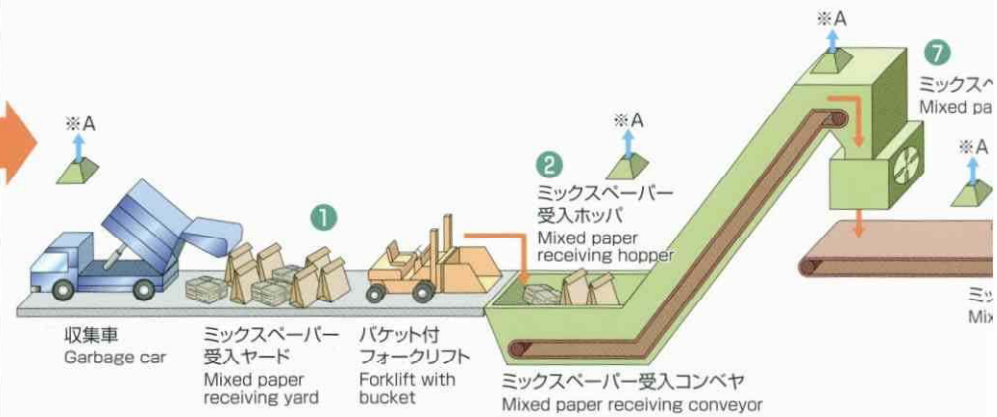 ※A
※A
※A
※A
1
収集車
Garbage car
ミックスペーパー
受入ヤード
Mixed paper
receiving yard
バケット付
フォークリフト
Forklift with
bucket
2
ミックスペーパー
受入ホッパ
Mixed paper
receiving hopper
ミックスペーパー受入コンベヤ
Mixed paper receiving conveyor
7
ミックスペ
Mixed pa
ミッ
Mix